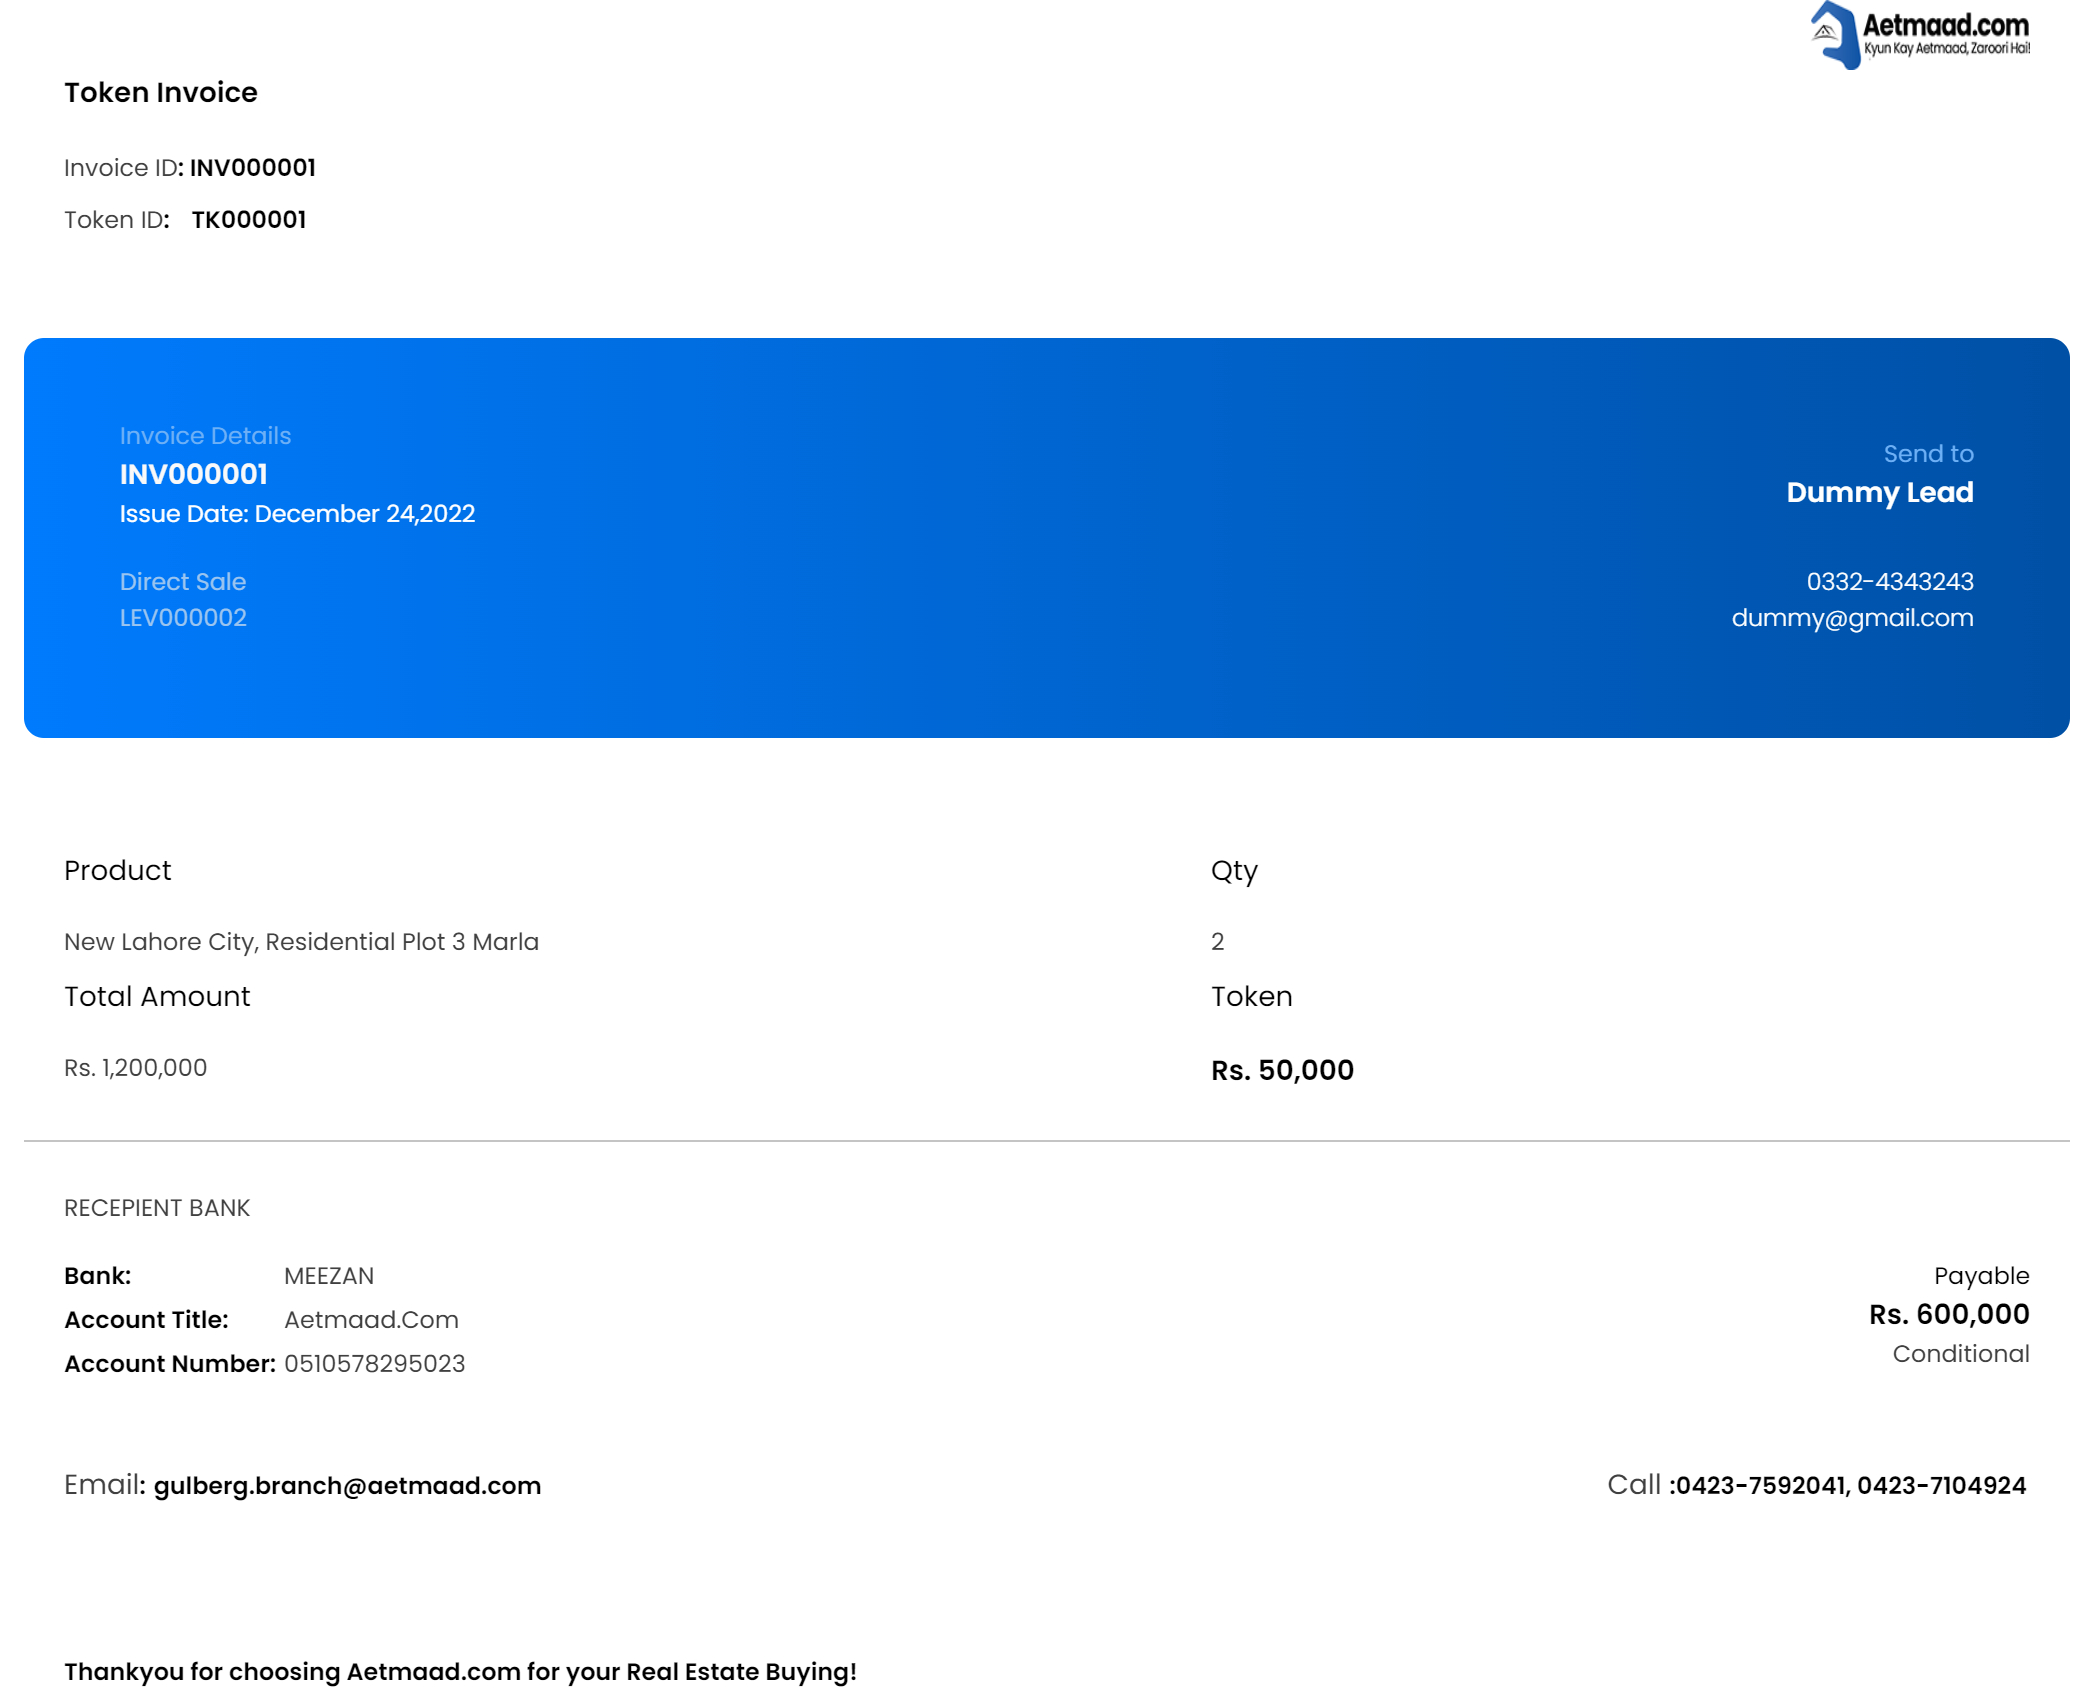 Aetmaad.com
Kyun Kay Aetmaad, Zaroori Hai!
Token Invoice
Invoice ID: INV000001
Token ID: TK000001
Invoice Details
INV000001
Issue Date: December 24,2022
Direct Sale
LEV000002
Send to
Dummy Lead
0332-4343243
dummy@gmail.com
Product
Qty
New Lahore City, Residential Plot 3 Marla
2
Total Amount
Token
Rs. 1,200,000
Rs. 50,000
RECEPIENT BANK
Bank: MEEZAN
Account Title: Aetmaad.Com
Account Number: 0510578295023
Payable
Rs. 600,000
Conditional
Email: gulberg.branch@aetmaad.com
Call :0423-7592041, 0423-7104924
Thankyou for choosing Aetmaad.com for your Real Estate Buying!